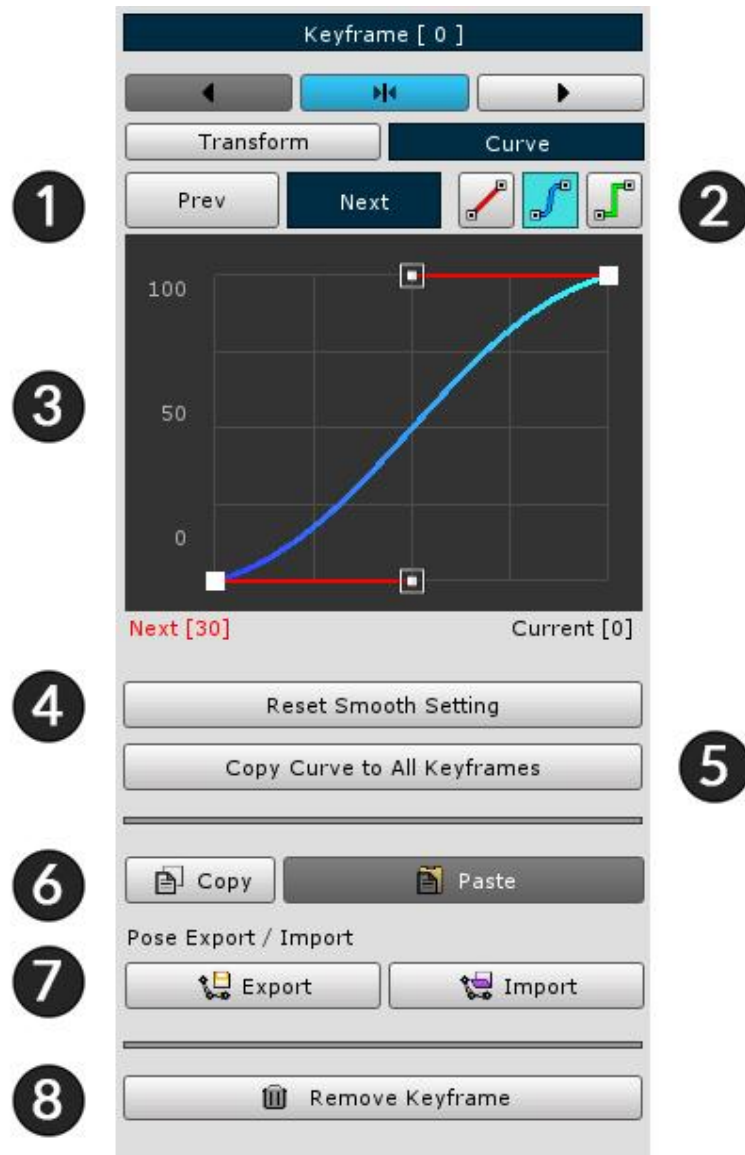 Keyframe [ 0 ]
Transform Curve
1 Prev Next 2
100
3
50
0
Next [30] Current [0]
4 Reset Smooth Setting
Copy Curve to All Keyframes 5
6 Copy Paste
Pose Export / Import
7 Export Import
8 Remove Keyframe